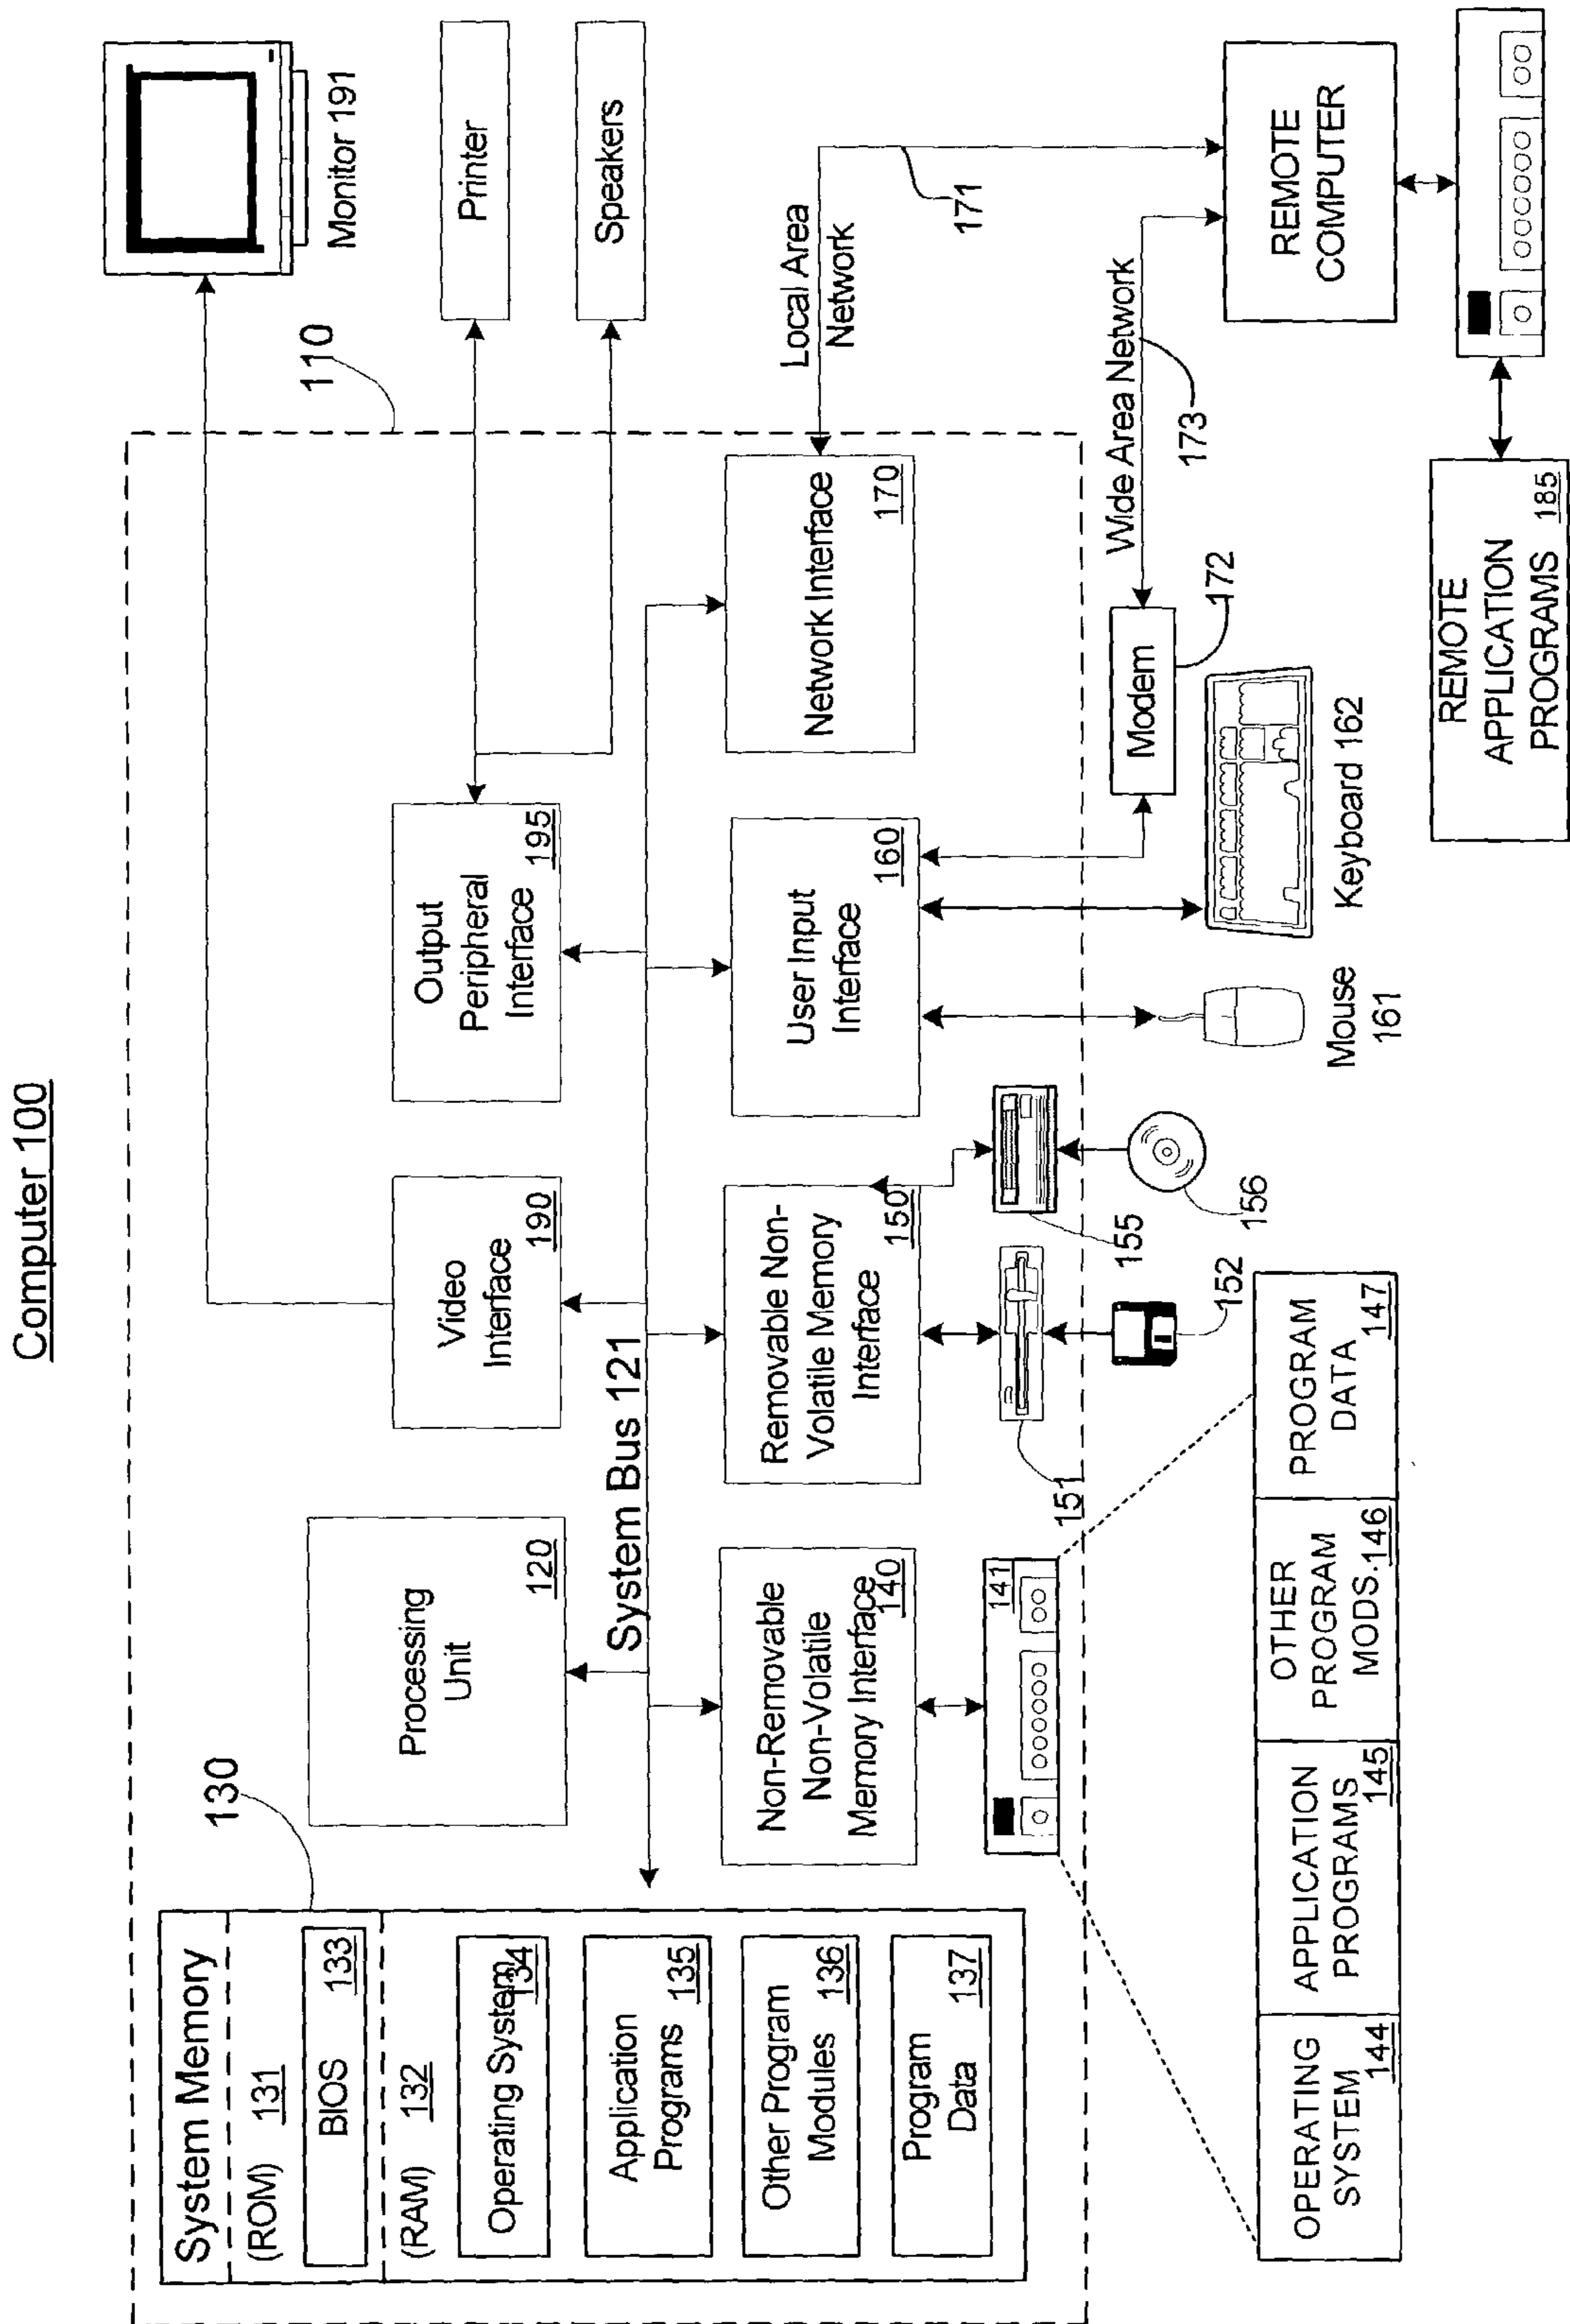 Computer 100
110
Monitor 191
Printer
Speakers
130
System Memory
(ROM) 131
BIOS 133
(RAM) 132
Operating System
134
Application
Programs 135
Other Program
Modules 136
Program
Data 137
Processing
Unit
120
Video
Interface
190
Output
Peripheral
Interface
195
System Bus 121
Non-Removable
Non-Volatile
Memory Interface
140
Removable Non-
Volatile Memory
Interface
150
User Input
Interface
160
Network Interface
170
Local Area
Network
171
Wide Area Network
173
Modem
172
REMOTE
COMPUTER
141
151
152
155
156
Mouse
161
Keyboard 162
OPERATING
SYSTEM
144
APPLICATION
PROGRAMS
145
OTHER
PROGRAM
MODS.
146
PROGRAM
DATA
147
REMOTE
APPLICATION
PROGRAMS 185